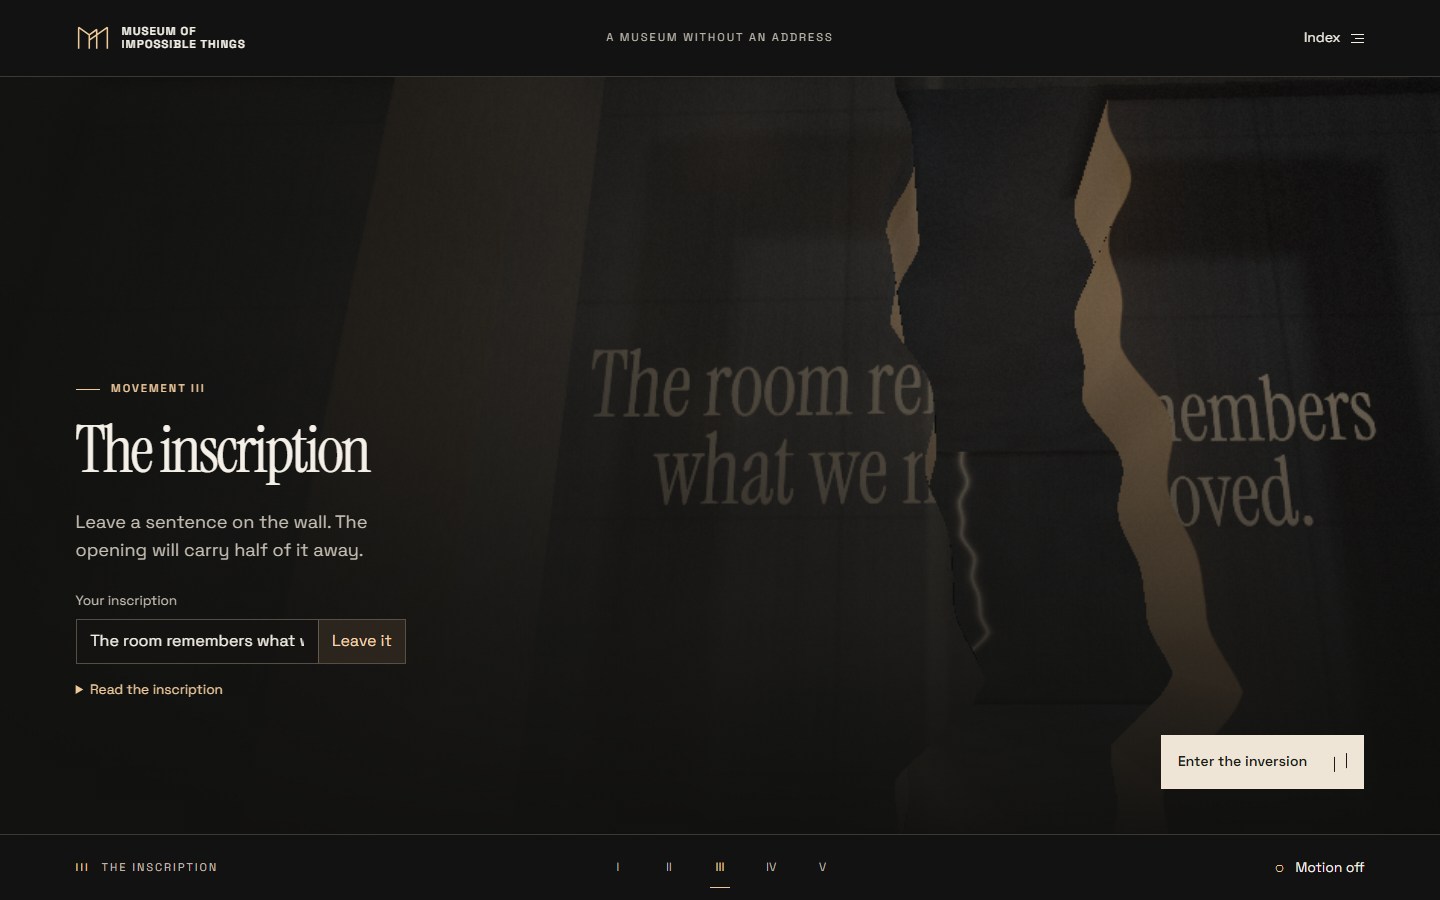 MUSEUM OF
IMPOSSIBLE THINGS
A MUSEUM WITHOUT AN ADDRESS
Index
The room re
members
what we m
oved.
MOVEMENT III
The inscription
Leave a sentence on the wall. The
opening will carry half of it away.
Your inscription
The room remembers what
Leave it
Read the inscription
Enter the inversion
III THE INSCRIPTION
I II III IV V
Motion off